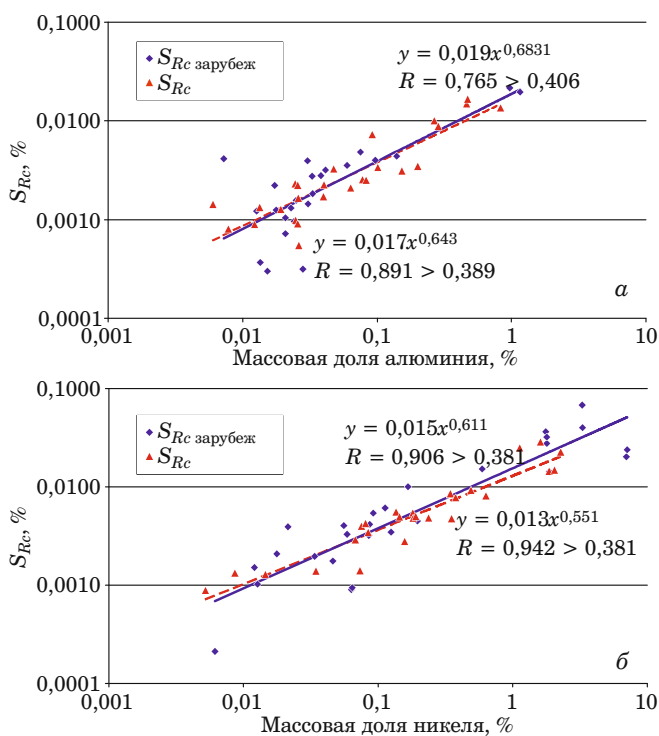 а
0,1000
0,0100
0,0010
0,0001
S_Rc, %
S_Rc зарубеж
S_Rc
y = 0,019x^0,6831
R = 0,765 > 0,406
y = 0,017x^0,643
R = 0,891 > 0,389
0,001 0,01 0,1 1 10
Массовая доля алюминия, %
б
0,1000
0,0100
0,0010
0,0001
S_Rc, %
S_Rc зарубеж
S_Rc
y = 0,015x^0,611
R = 0,906 > 0,381
y = 0,013x^0,551
R = 0,942 > 0,381
0,001 0,01 0,1 1 10
Массовая доля никеля, %